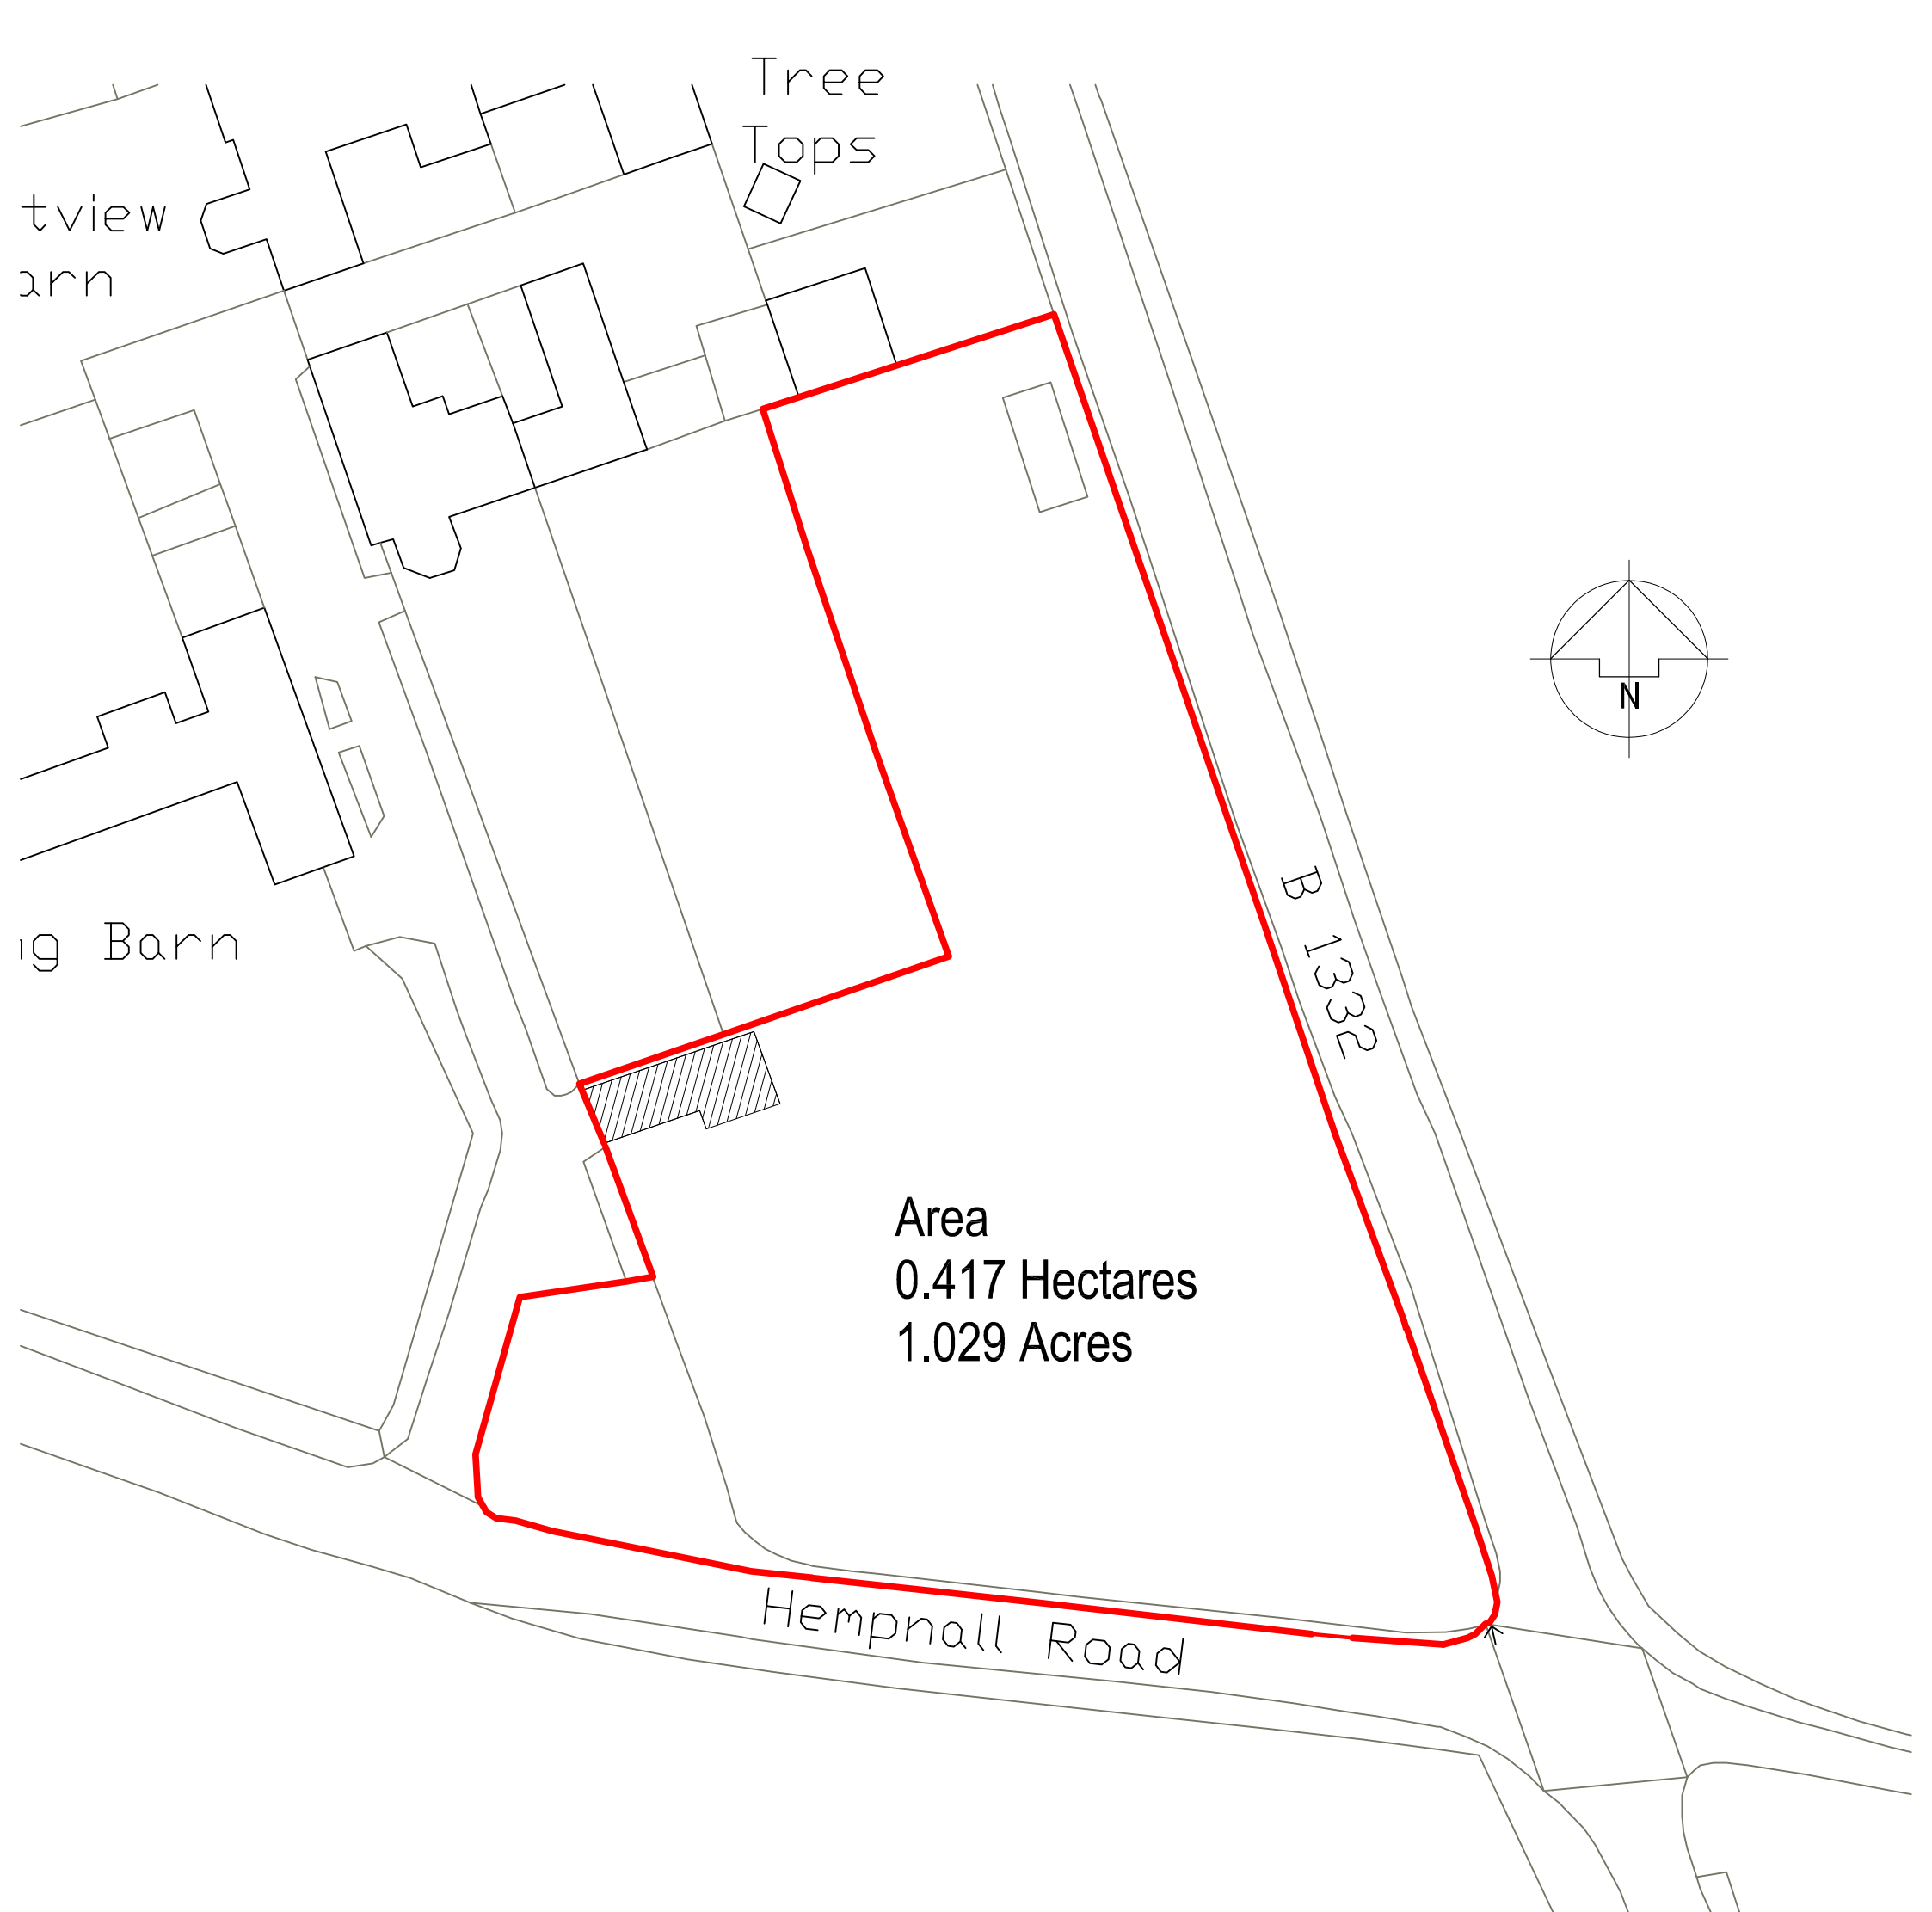 Tree
Tops
tview
arn
N
B 1332
g Barn
Area
0.417 Hectares
1.029 Acres
Hempnall Road